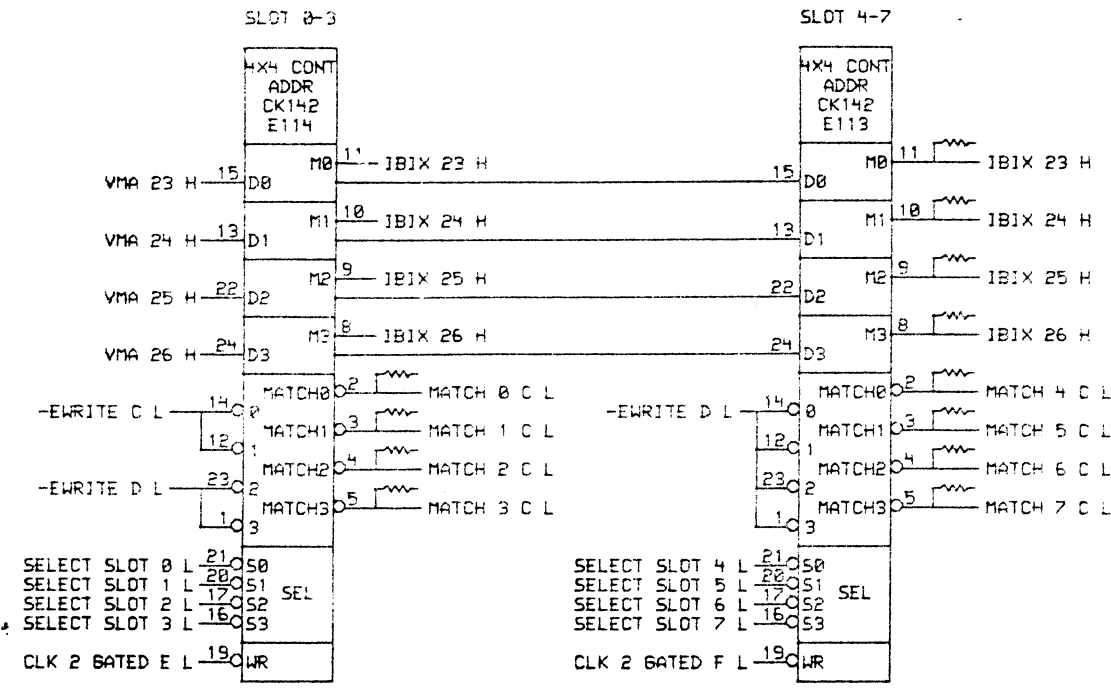 SLOT 0-3
SLOT 4-7
4X4 CONT
ADDR
CK142
E114
4X4 CONT
ADDR
CK142
E113
VMA 23 H 15 D0 M0 11 IBIX 23 H
15 D0 M0 11 IBIX 23 H
VMA 24 H 13 D1 M1 10 IBIX 24 H
13 D1 M1 10 IBIX 24 H
VMA 25 H 22 D2 M2 9 IBIX 25 H
22 D2 M2 9 IBIX 25 H
VMA 26 H 24 D3 M3 8 IBIX 26 H
24 D3 M3 8 IBIX 26 H
MATCH0 2 MATCH 0 C L
-EWRITE C L 14 0
MATCH1 3 MATCH 1 C L
12 1
MATCH2 4 MATCH 2 C L
-EWRITE D L 23 2
MATCH3 5 MATCH 3 C L
1 3
MATCH0 2 MATCH 4 C L
-EWRITE D L 14 0
MATCH1 3 MATCH 5 C L
12 1
MATCH2 4 MATCH 6 C L
23 2
MATCH3 5 MATCH 7 C L
1 3
SELECT SLOT 0 L 21 S0
SELECT SLOT 1 L 20 S1
SEL
SELECT SLOT 2 L 17 S2
SELECT SLOT 3 L 16 S3
CLK 2 GATED E L 19 WR
SELECT SLOT 4 L 21 S0
SELECT SLOT 5 L 20 S1
SEL
SELECT SLOT 6 L 17 S2
SELECT SLOT 7 L 16 S3
CLK 2 GATED F L 19 WR